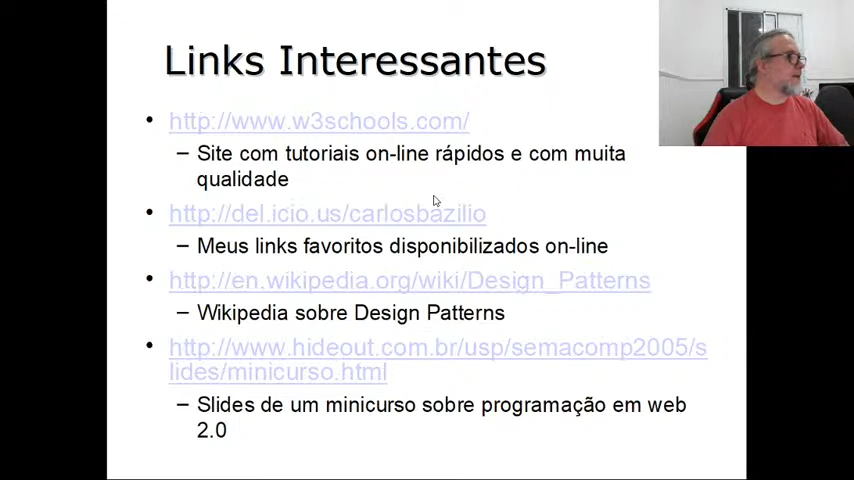 Links Interessantes
• http://www.w3schools.com/
– Site com tutoriais on-line rápidos e com muita
qualidade
• http://del.icio.us/carlosbazilio
– Meus links favoritos disponibilizados on-line
• http://en.wikipedia.org/wiki/Design_Patterns
– Wikipedia sobre Design Patterns
• http://www.hideout.com.br/usp/semacomp2005/s
lides/minicurso.html
– Slides de um minicurso sobre programação em web
2.0